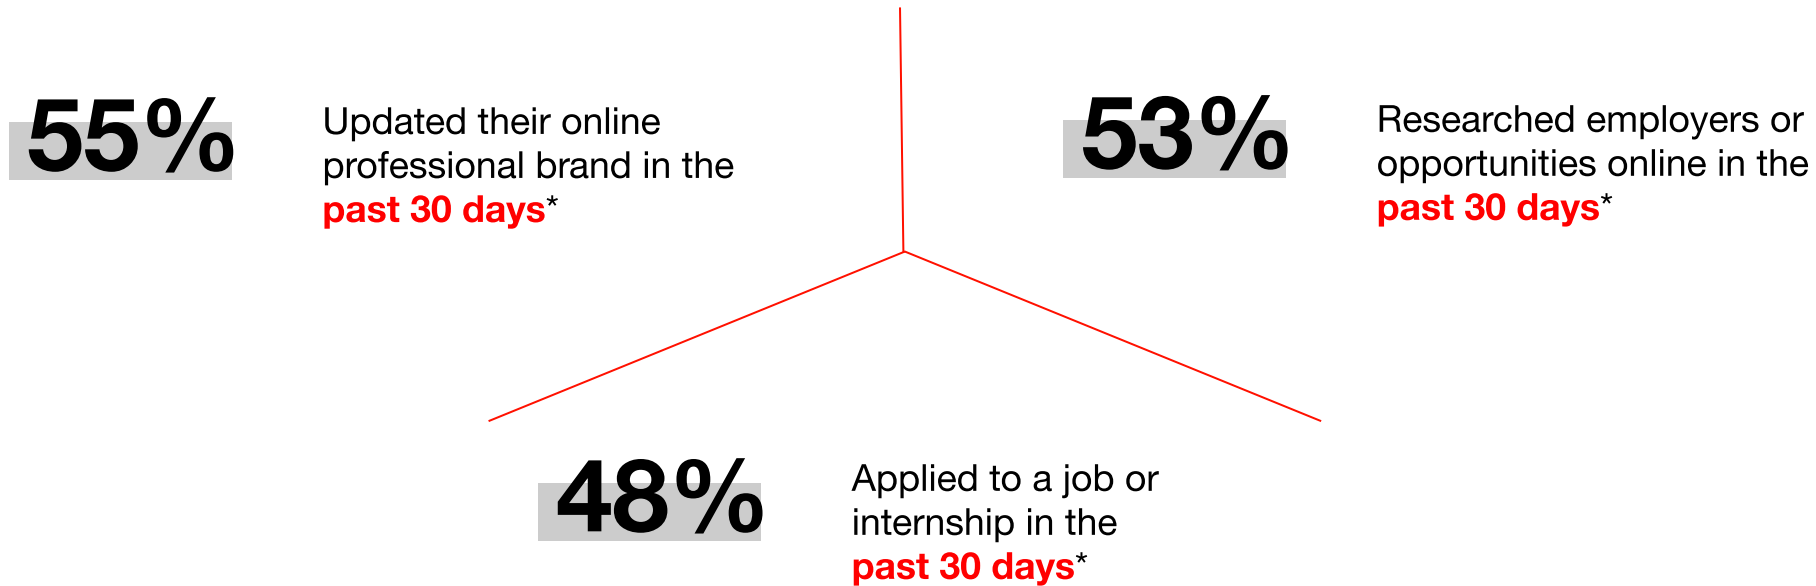 55%
Updated their online
professional brand in the
past 30 days*
53%
Researched employers or
opportunities online in the
past 30 days*
48%
Applied to a job or
internship in the
past 30 days*